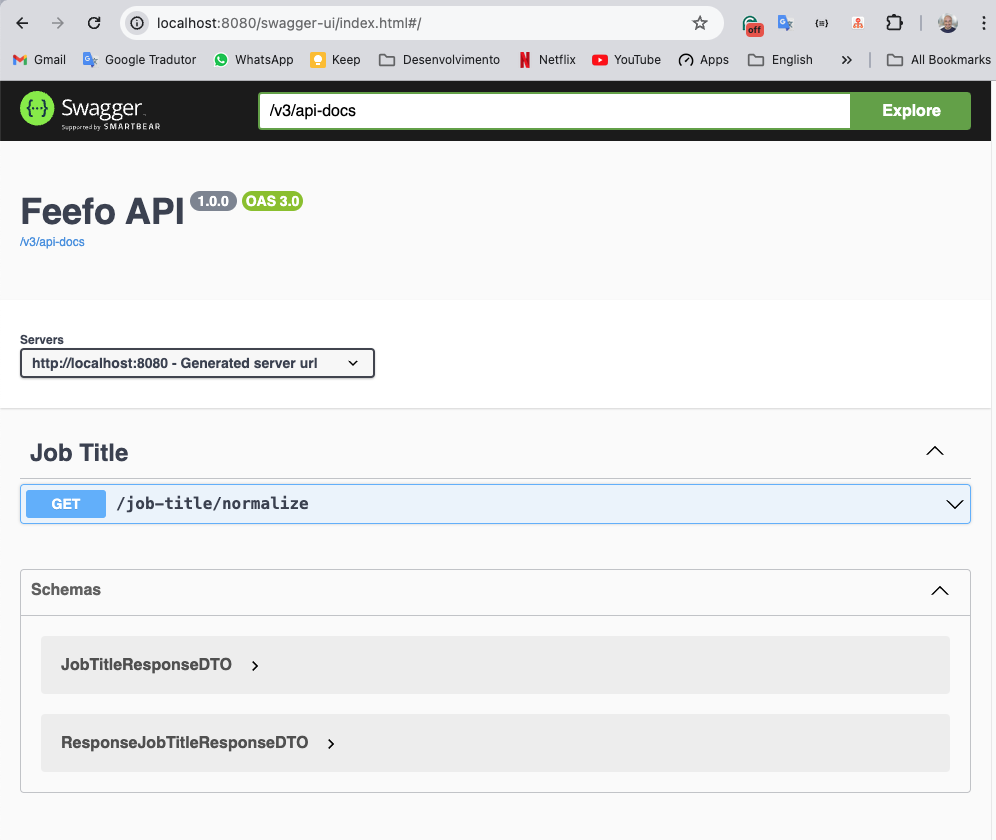 localhost:8080/swagger-ui/index.html#/
off
Gmail Google Tradutor WhatsApp Keep Desenvolvimento Netflix YouTube Apps English » All Bookmarks
Swagger
Supported by SMARTBEAR
/v3/api-docs Explore
Feefo API 1.0.0 OAS 3.0
/v3/api-docs
Servers
http://localhost:8080 - Generated server url
Job Title
GET /job-title/normalize
Schemas
JobTitleResponseDTO
ResponseJobTitleResponseDTO